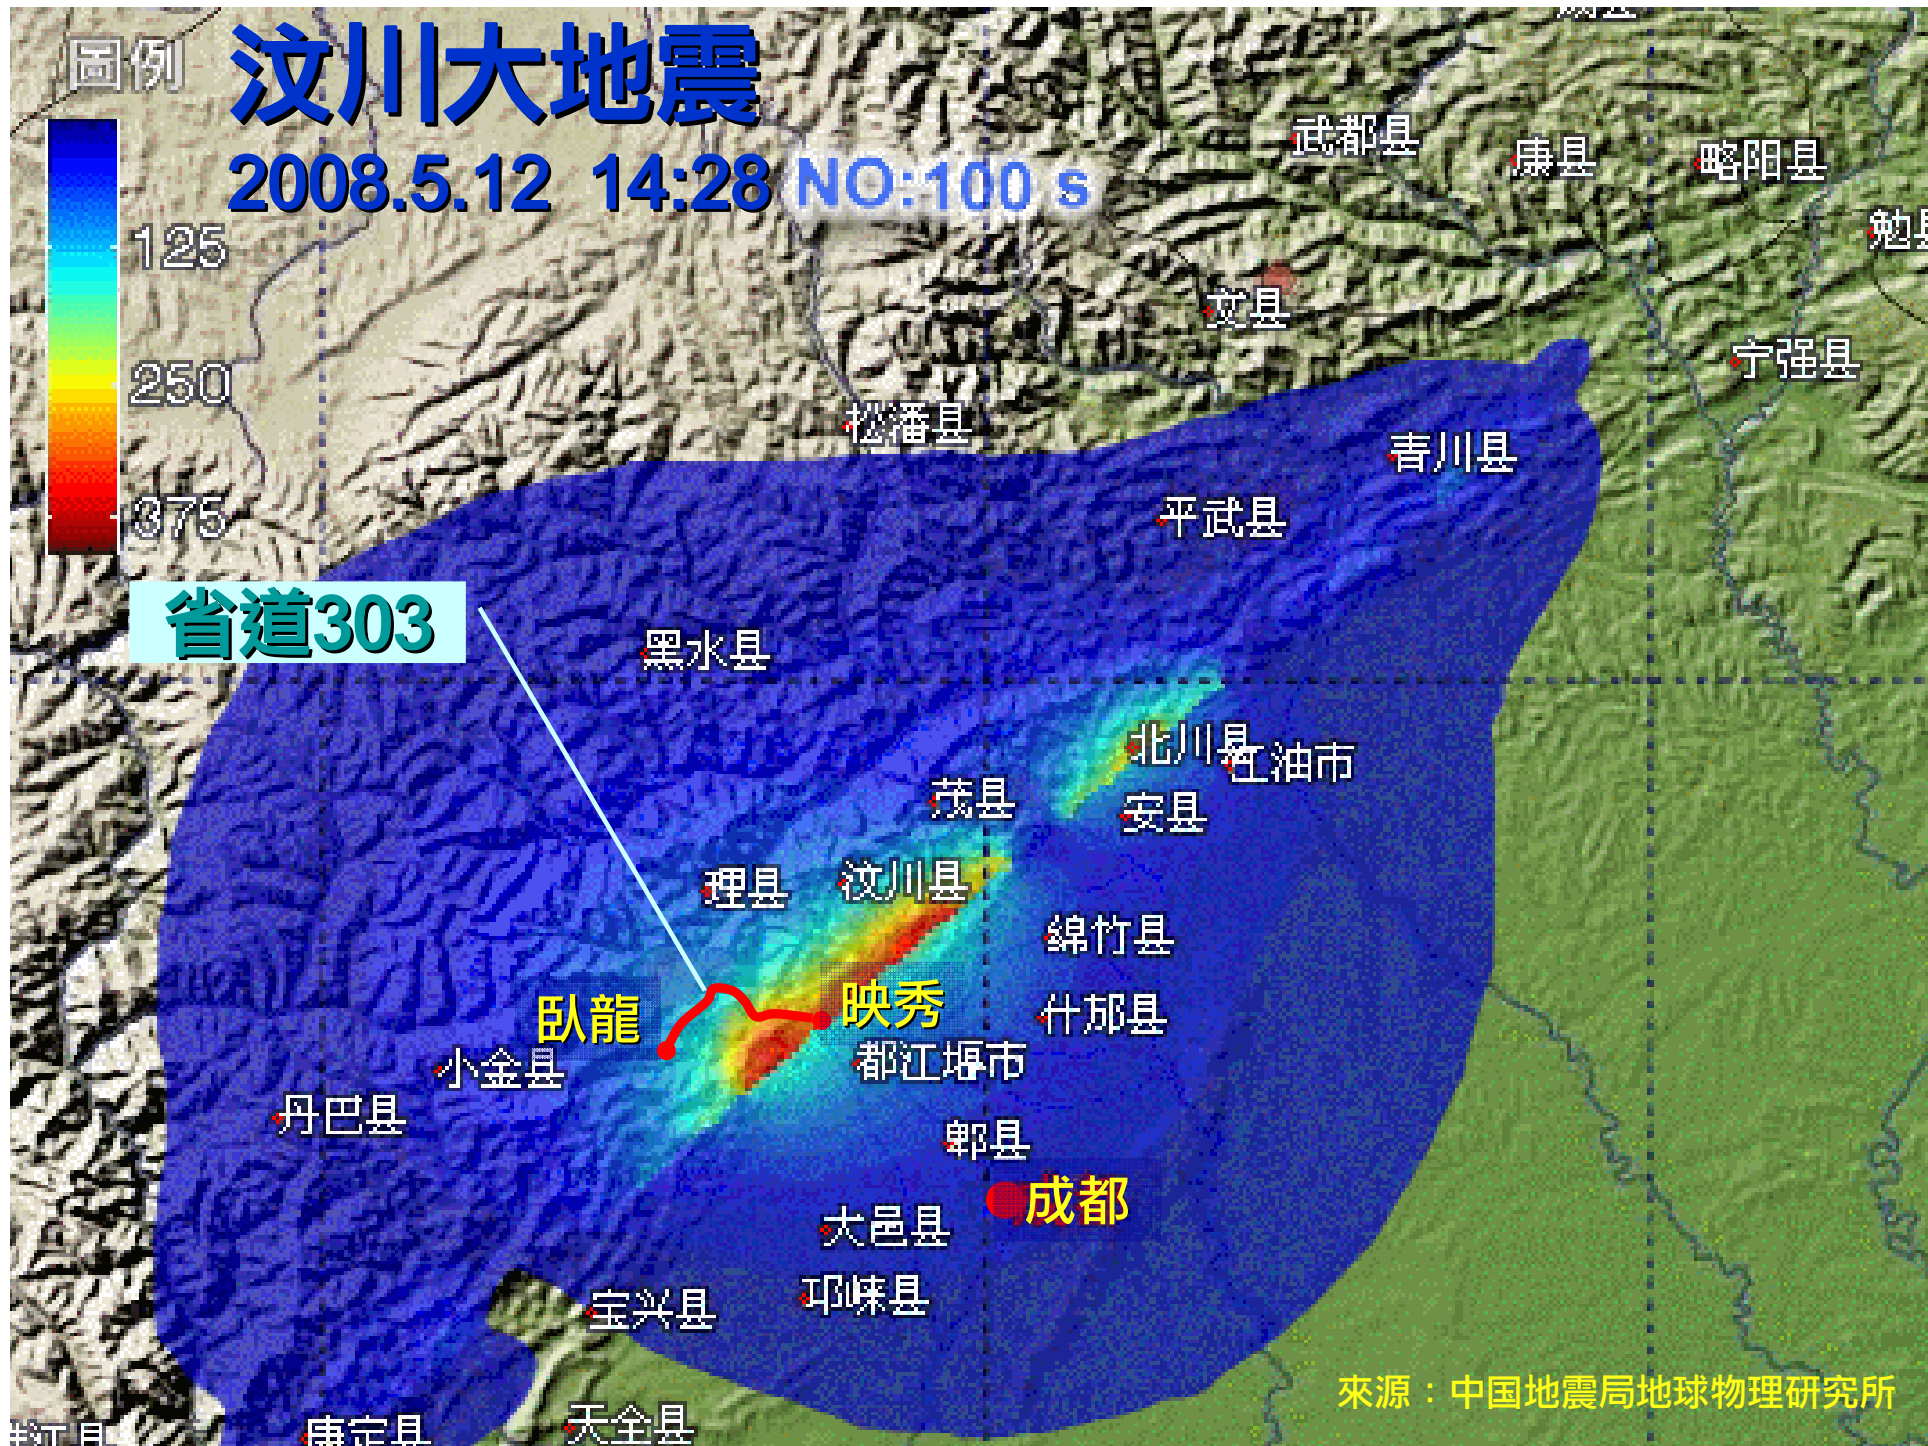 圖例
汶川大地震
2008.5.12 14:28 NO:100 s
125
250
375
武都县
康县
略阳县
勉县
文县
宁强县
松潘县
青川县
平武县
省道303
黑水县
北川县
江油市
茂县
安县
理县
汶川县
綿竹县
臥龍
映秀
什邡县
都江堰市
小金县
丹巴县
郫县
成都
大邑县
宝兴县
邛崃县
來源：中国地震局地球物理研究所
康定县
天全县